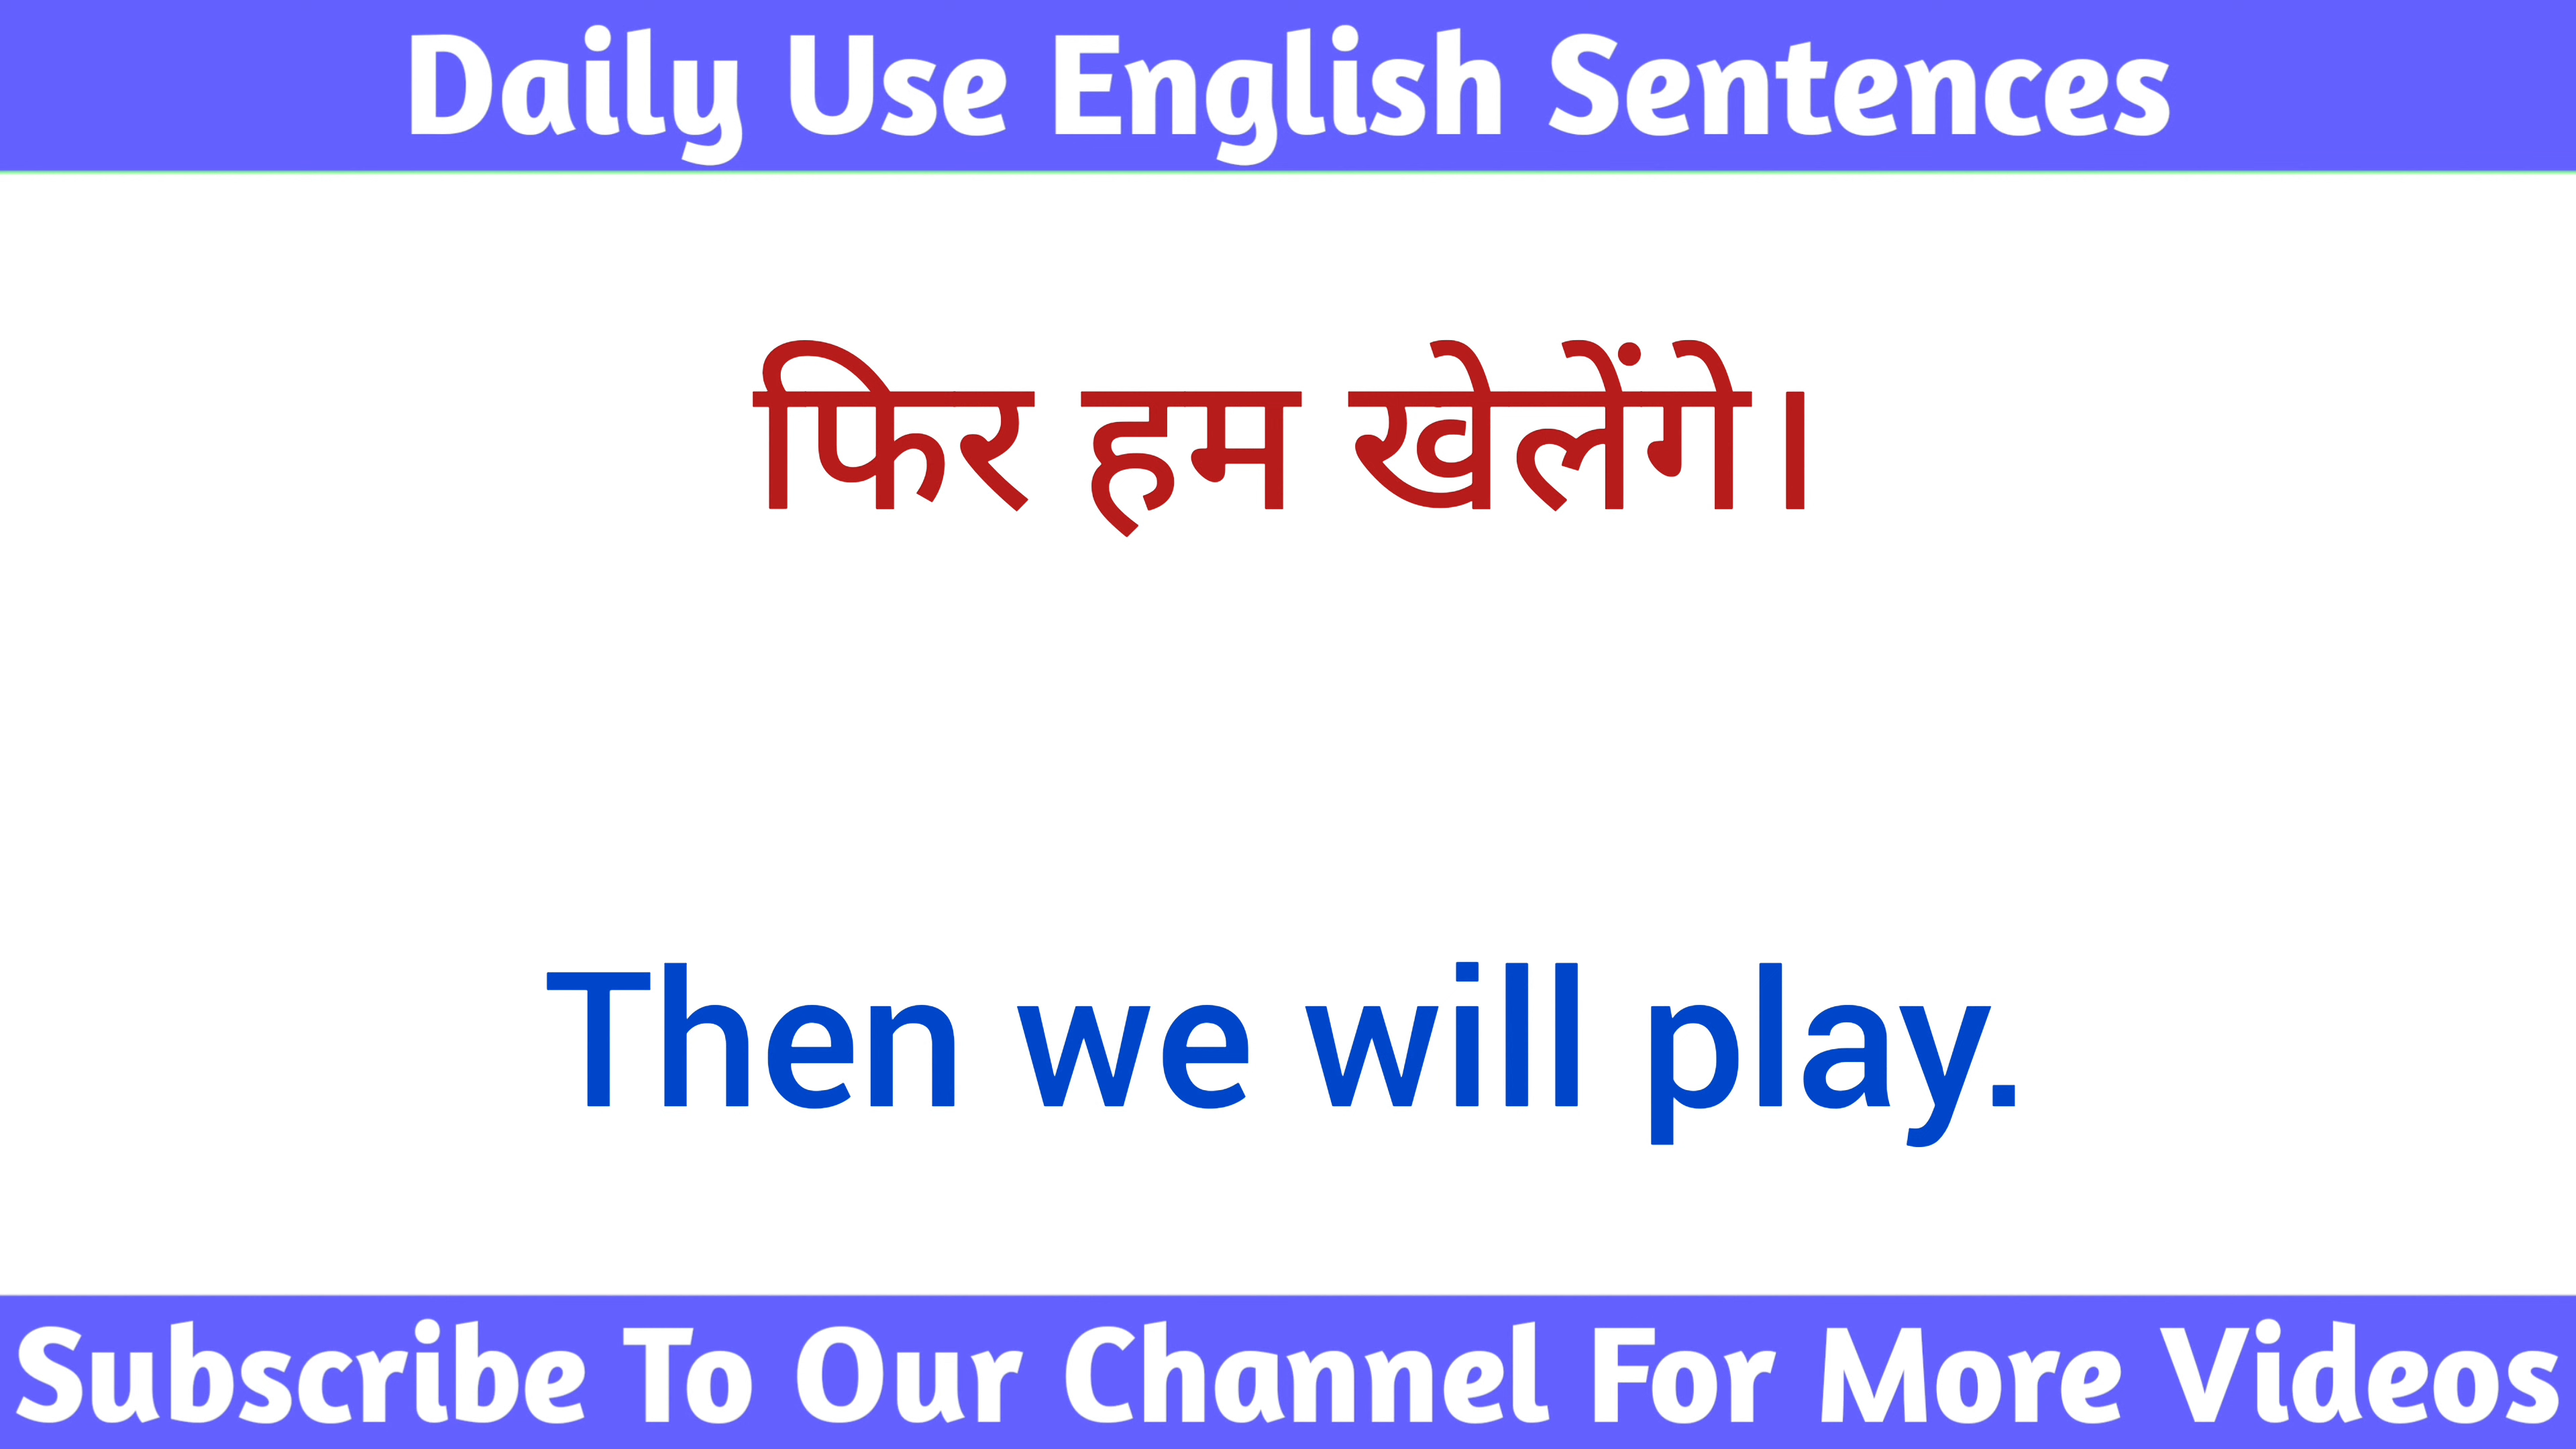 Daily Use English Sentences
फिर हम खेलेंगे।
Then we will play.
Subscribe To Our Channel For More Videos